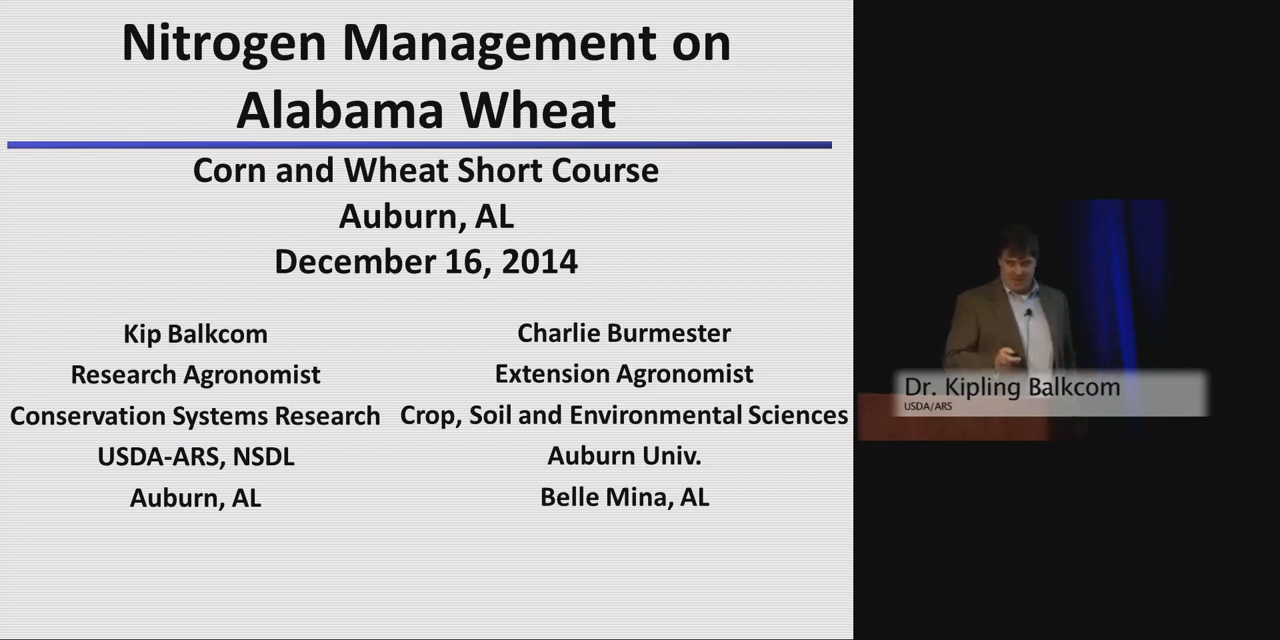 Nitrogen Management on
Alabama Wheat
Corn and Wheat Short Course
Auburn, AL
December 16, 2014
Kip Balkcom
Research Agronomist
Conservation Systems Research
USDA-ARS, NSDL
Auburn, AL
Charlie Burmester
Extension Agronomist
Crop, Soil and Environmental Sciences
Auburn Univ.
Belle Mina, AL
Dr. Kipling Balkcom
USDA/ARS